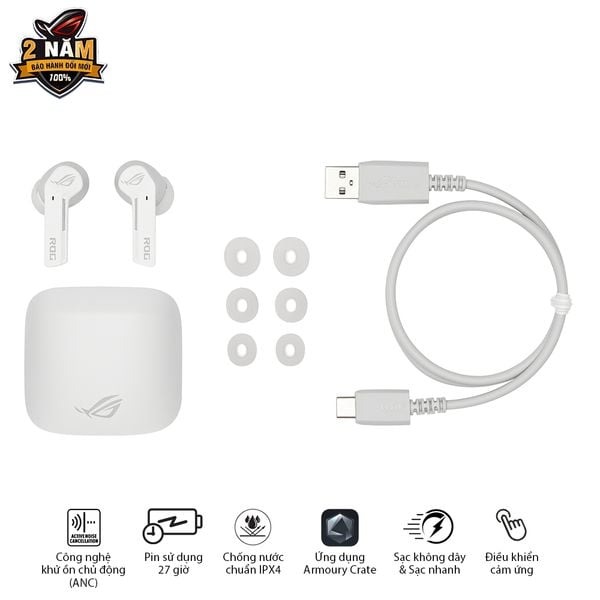 2 NĂM
BẢO HÀNH ĐỔI MỚI
100%
ROG
ROG
ACTIVE NOISE
CANCELLATION
Công nghệ
khử ồn chủ động
(ANC)
Pin sử dụng
27 giờ
Chống nước
chuẩn IPX4
Ứng dụng
Armoury Crate
Sạc không dây
& Sạc nhanh
Điều khiển
cảm ứng